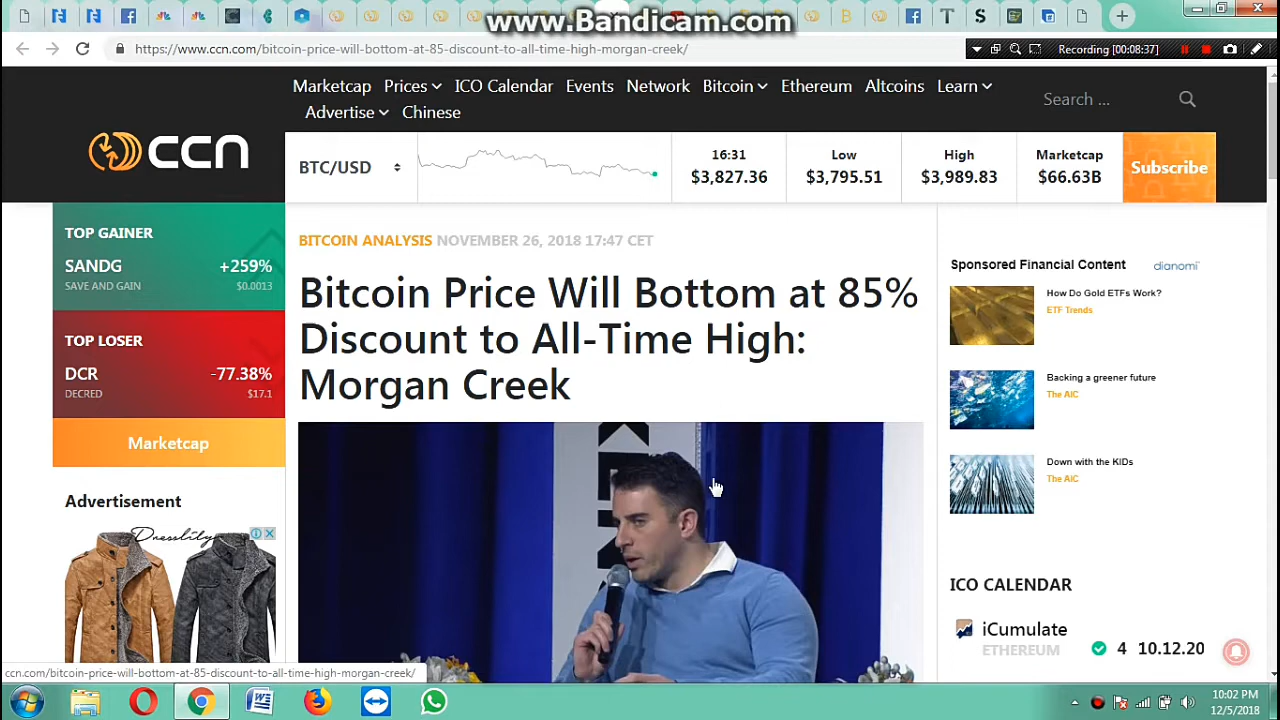 www.Bandicam.com
https://www.ccn.com/bitcoin-price-will-bottom-at-85-discount-to-all-time-high-morgan-creek/
Recording [00:08:37]
Marketcap Prices ICO Calendar Events Network Bitcoin Ethereum Altcoins Learn
Advertise Chinese
Search ...
ccn
BTC/USD
16:31
$3,827.36
Low
$3,795.51
High
$3,989.83
Marketcap
$66.63B
Subscribe
TOP GAINER
SANDG +259%
SAVE AND GAIN $0.0013
TOP LOSER
DCR -77.38%
DECRED $17.1
Marketcap
Advertisement
Dresslily
BITCOIN ANALYSIS NOVEMBER 26, 2018 17:47 CET
Bitcoin Price Will Bottom at 85%
Discount to All-Time High:
Morgan Creek
Sponsored Financial Content dianomi
How Do Gold ETFs Work?
ETF Trends
Backing a greener future
The AIC
Down with the KIDs
The AIC
ICO CALENDAR
iCumulate
ETHEREUM
4 10.12.20
ccn.com/bitcoin-price-will-bottom-at-85-discount-to-all-time-high-morgan-creek/
10:02 PM
12/5/2018